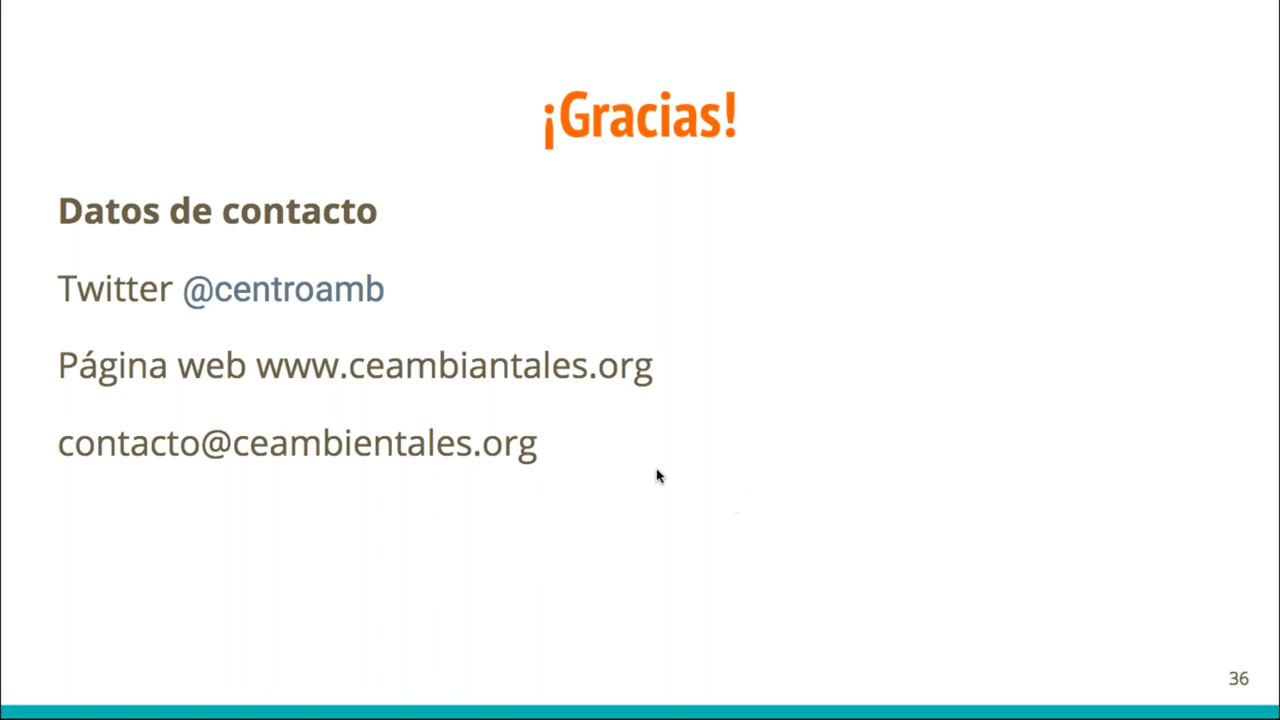 ¡Gracias!
Datos de contacto
Twitter @centroamb
Página web www.ceambiantales.org
contacto@ceambientales.org
36